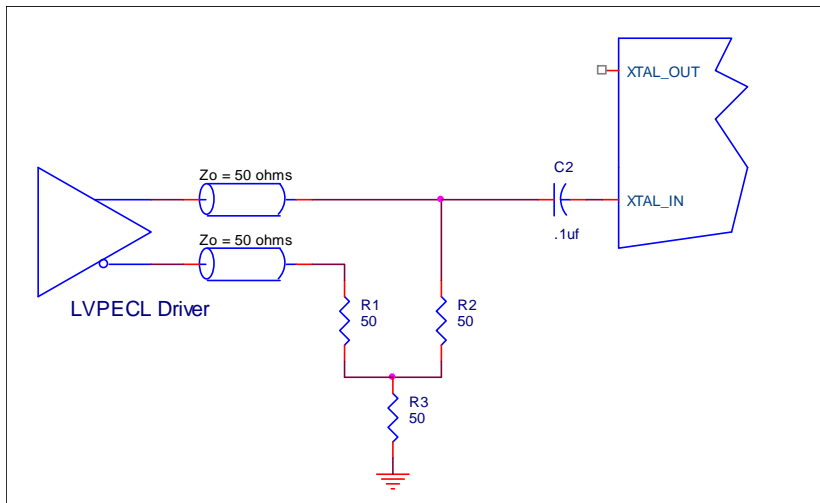 XTAL_OUT
Zo = 50 ohms
C2
.1uf
XTAL_IN
Zo = 50 ohms
LVPECL Driver
R1
50
R2
50
R3
50